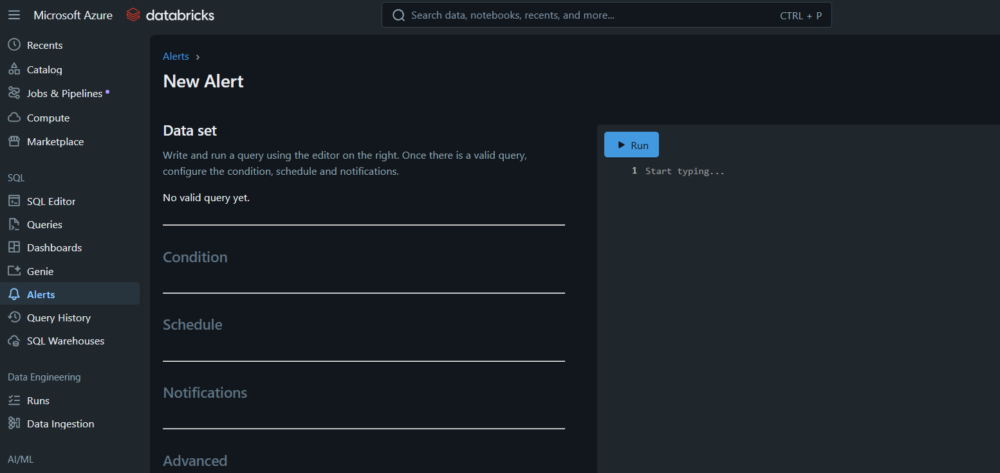 Microsoft Azure databricks
Search data, notebooks, recents, and more... CTRL + P
Recents
Catalog
Jobs & Pipelines
Compute
Marketplace
SQL
SQL Editor
Queries
Dashboards
Genie
Alerts
Query History
SQL Warehouses
Data Engineering
Runs
Data Ingestion
AI/ML
Alerts ›
New Alert
Data set
Write and run a query using the editor on the right. Once there is a valid query,
configure the condition, schedule and notifications.
No valid query yet.
Condition
Schedule
Notifications
Advanced
Run
1 Start typing...